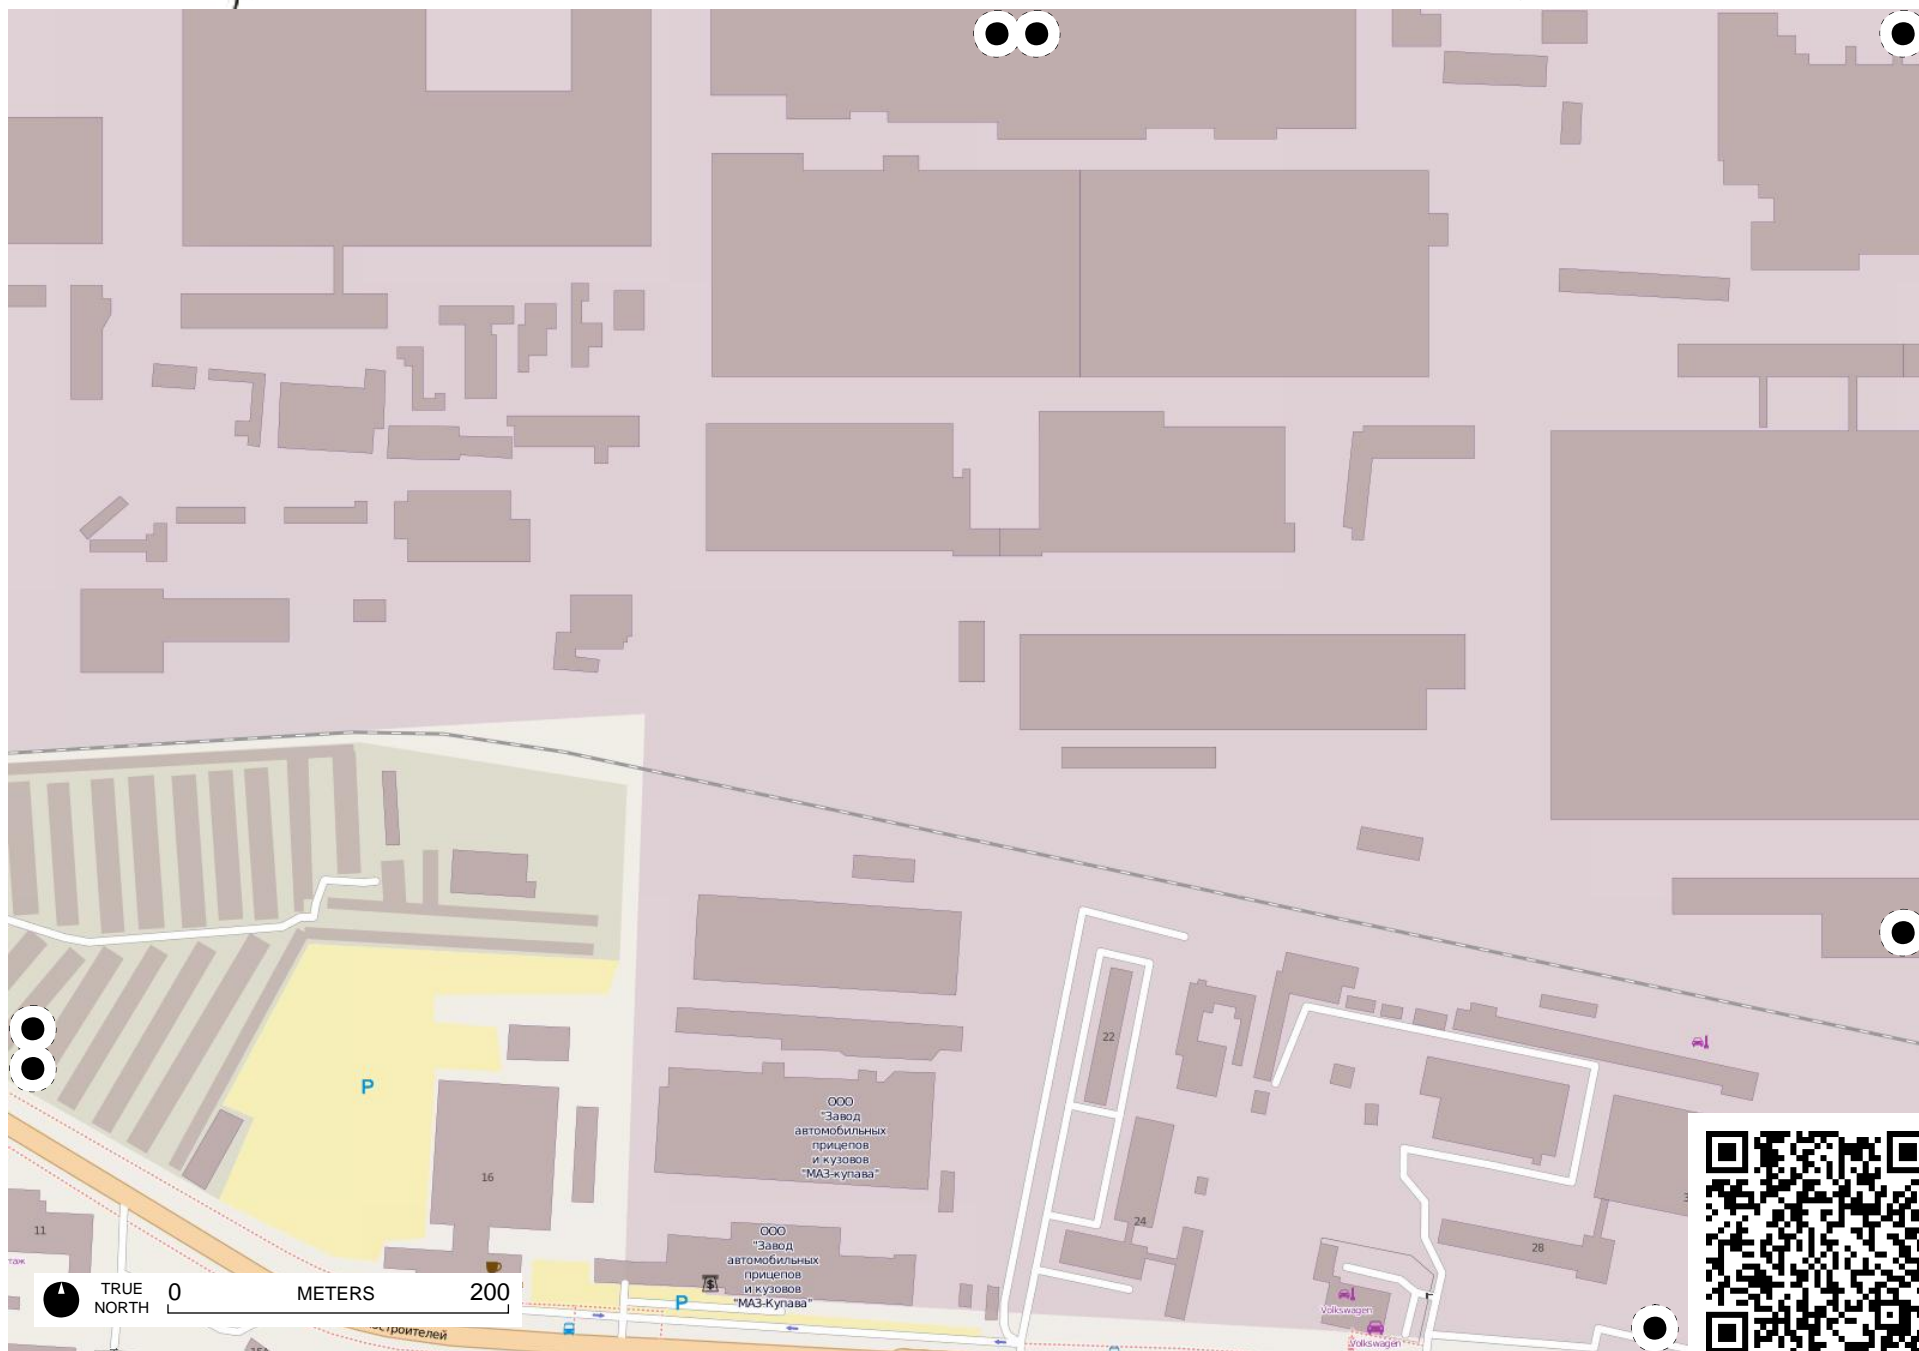 22
P
ООО
"Завод
автомобильных
прицепов
и кузовов
"МАЗ-купава"
16
24
11
28
ООО
"Завод
автомобильных
прицепов
и кузовов
"МАЗ-Купава"
P
TRUE
NORTH
0 METERS 200
Volkswagen
Volkswagen